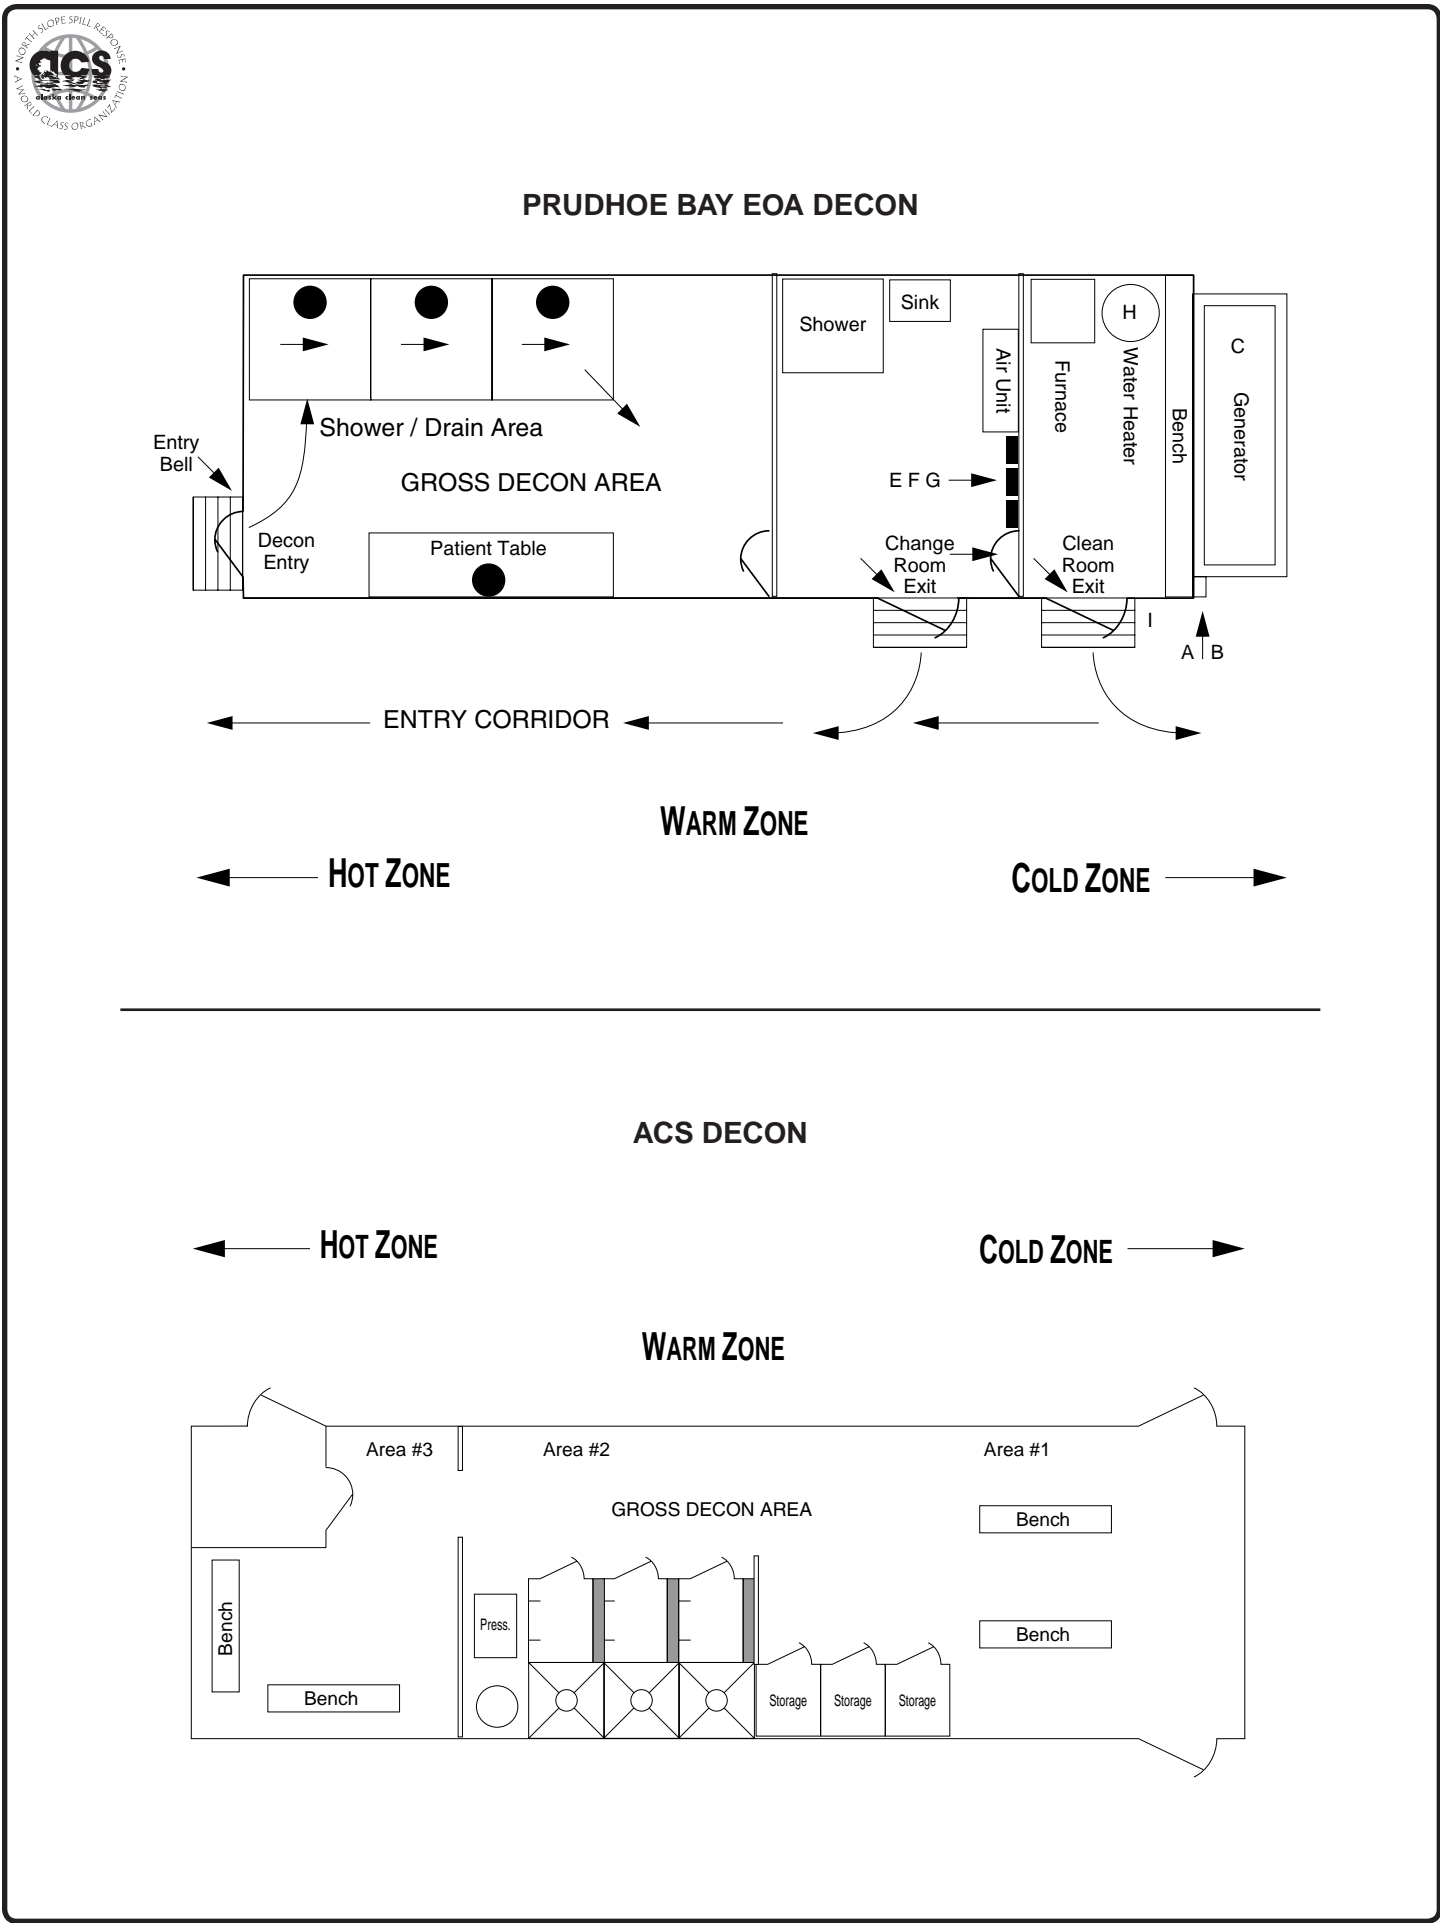 • NORTH SLOPE SPILL RESPONSE •
A WORLD CLASS ORGANIZATION
acs
alaska clean seas
PRUDHOE BAY EOA DECON
Shower
Sink
H
C
Air Unit
Furnace
Water Heater
Bench
Generator
Shower / Drain Area
Entry
Bell
GROSS DECON AREA
E F G
Decon
Entry
Patient Table
Change
Room
Exit
Clean
Room
Exit
I
A
B
ENTRY CORRIDOR
WARM ZONE
HOT ZONE
COLD ZONE
ACS DECON
HOT ZONE
COLD ZONE
WARM ZONE
Area #3
Area #2
Area #1
GROSS DECON AREA
Bench
Bench
Press.
Bench
Bench
Storage
Storage
Storage